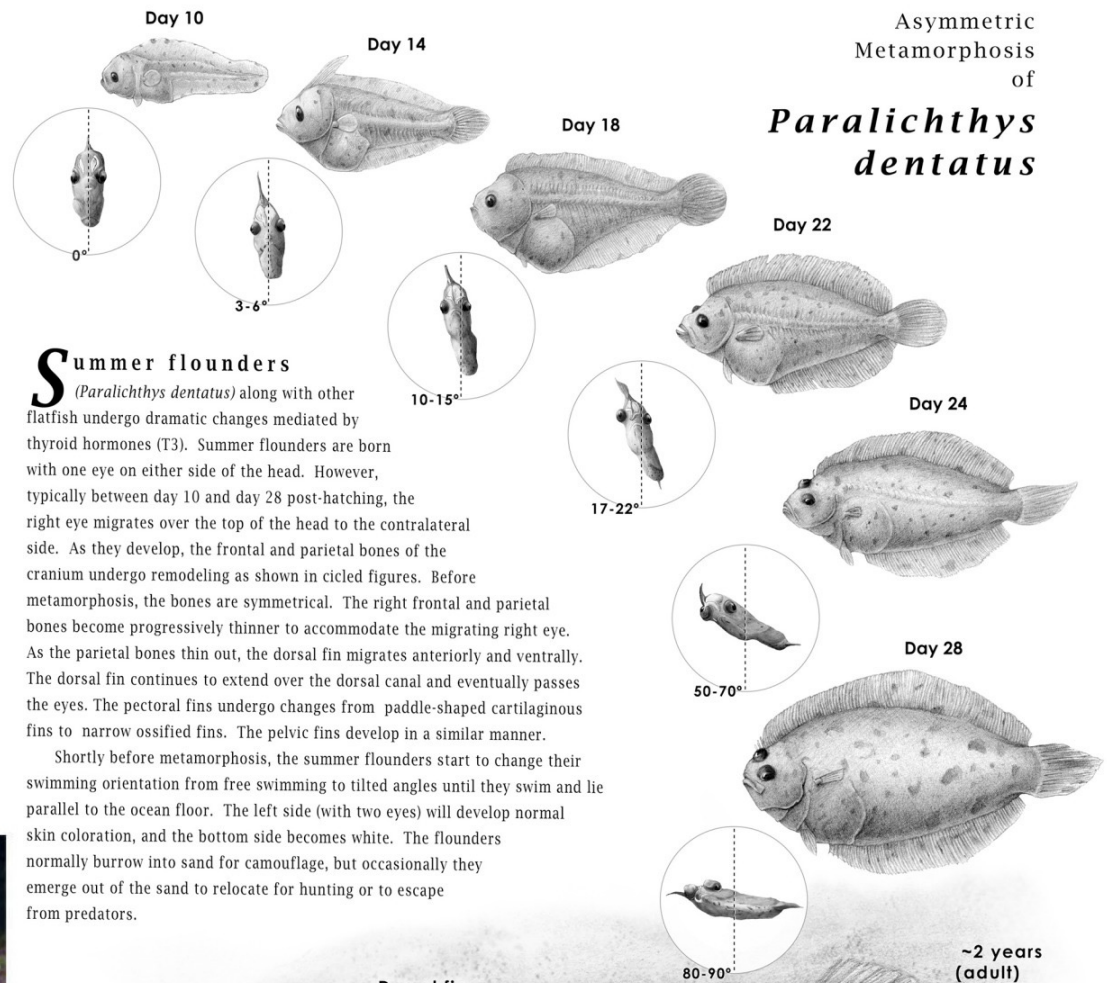 Asymmetric
Metamorphosis
of
Paralichthys
dentatus
Day 10
Day 14
Day 18
Day 22
Day 24
Day 28
0°
3-6°
10-15°
17-22°
50-70°
80-90°
Summer flounders
(Paralichthys dentatus) along with other
flatfish undergo dramatic changes mediated by
thyroid hormones (T3). Summer flounders are born
with one eye on either side of the head. However,
typically between day 10 and day 28 post-hatching, the
right eye migrates over the top of the head to the contralateral
side. As they develop, the frontal and parietal bones of the
cranium undergo remodeling as shown in cicled figures. Before
metamorphosis, the bones are symmetrical. The right frontal and parietal
bones become progressively thinner to accommodate the migrating right eye.
As the parietal bones thin out, the dorsal fin migrates anteriorly and ventrally.
The dorsal fin continues to extend over the dorsal canal and eventually passes
the eyes. The pectoral fins undergo changes from paddle-shaped cartilaginous
fins to narrow ossified fins. The pelvic fins develop in a similar manner.
Shortly before metamorphosis, the summer flounders start to change their
swimming orientation from free swimming to tilted angles until they swim and lie
parallel to the ocean floor. The left side (with two eyes) will develop normal
skin coloration, and the bottom side becomes white. The flounders
normally burrow into sand for camouflage, but occasionally they
emerge out of the sand to relocate for hunting or to escape
from predators.
~2 years
(adult)